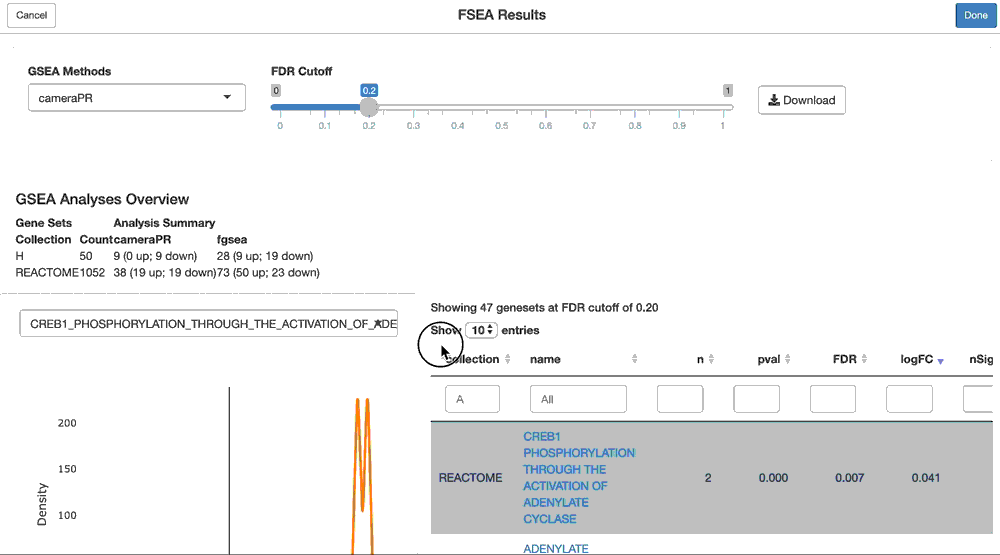 Cancel
FSEA Results
Done
GSEA Methods
cameraPR
FDR Cutoff
0 0.2 1
0 0.1 0.2 0.3 0.4 0.5 0.6 0.7 0.8 0.9 1
Download
GSEA Analyses Overview
Gene Sets Analysis Summary
Collection Count cameraPR fgsea
H 50 9 (0 up; 9 down) 28 (9 up; 19 down)
REACTOME 1052 38 (19 up; 19 down) 73 (50 up; 23 down)
CREB1_PHOSPHORYLATION_THROUGH_THE_ACTIVATION_OF_ADE
200
150
100
Density
Showing 47 genesets at FDR cutoff of 0.20
Show 10 entries
collection name n pval FDR logFC nSig
A All
REACTOME
CREB1
PHOSPHORYLATION
THROUGH THE
ACTIVATION OF
ADENYLATE
CYCLASE
2 0.000 0.007 0.041
ADENYLATE